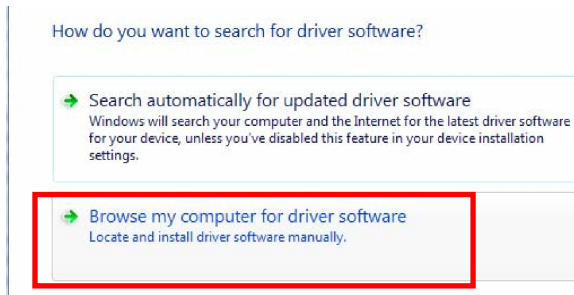 How do you want to search for driver software?
Search automatically for updated driver software
Windows will search your computer and the Internet for the latest driver software
for your device, unless you've disabled this feature in your device installation
settings.
Browse my computer for driver software
Locate and install driver software manually.